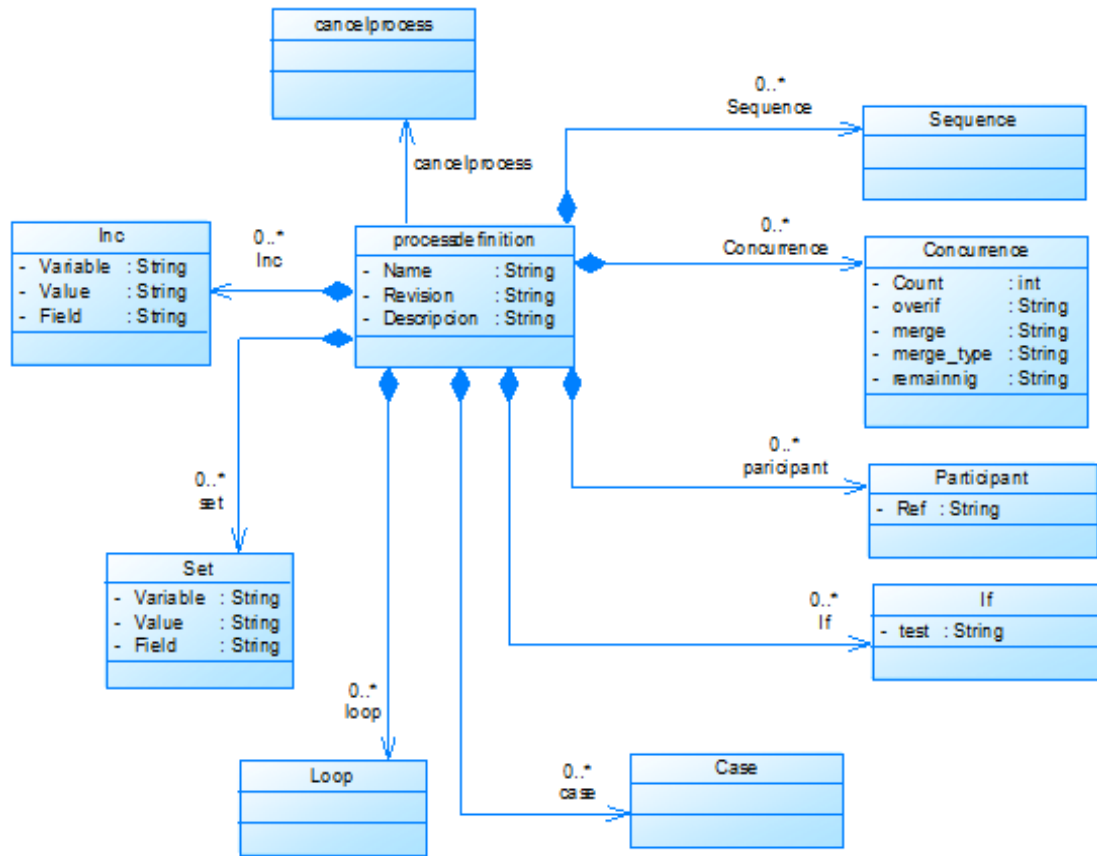 cancelprocess
cancelprocess
0..*
Sequence
Sequence
Inc
- Variable : String
- Value : String
- Field : String
0..*
Inc
processdefinition
- Name : String
- Revision : String
- Descripcion : String
0..*
Concurrence
Concurrence
- Count : int
- overif : String
- merge : String
- merge_type : String
- remainnig : String
0..*
set
Set
- Variable : String
- Value : String
- Field : String
0..*
paricipant
Participant
- Ref : String
0..*
If
If
- test : String
0..*
loop
Loop
0..*
case
Case